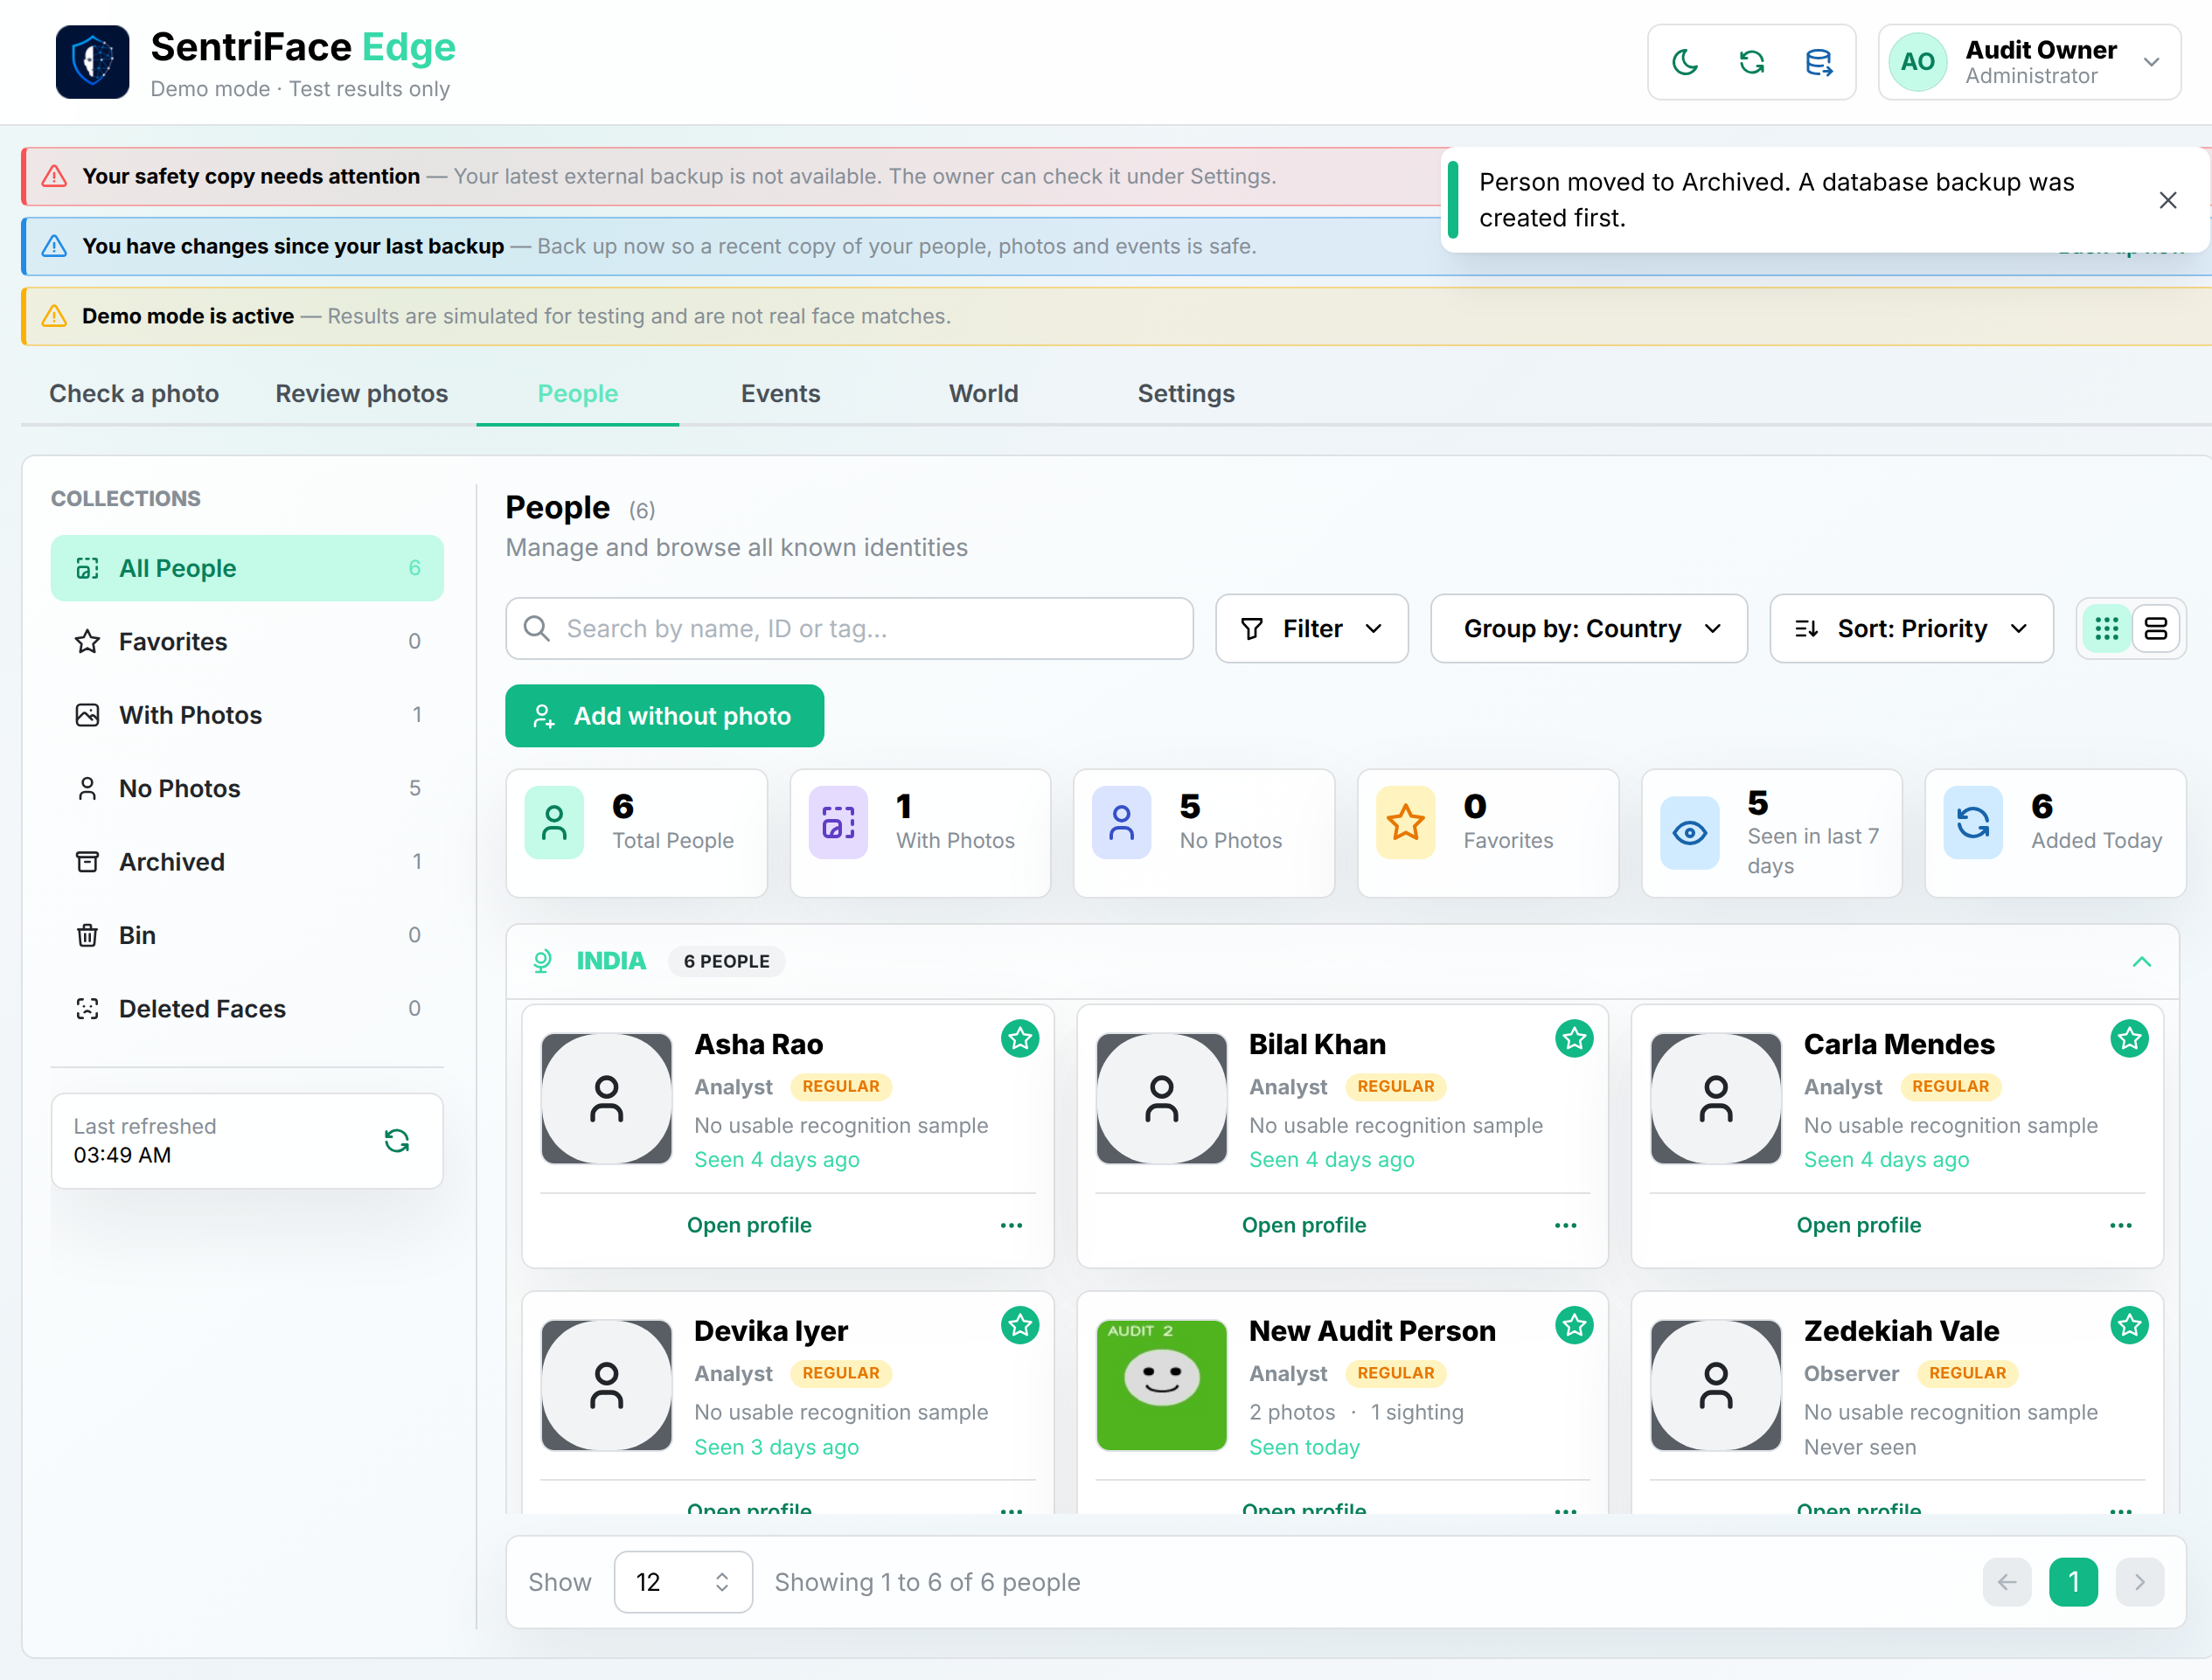 SentriFace Edge
Demo mode · Test results only
AO
Audit Owner
Administrator
Your safety copy needs attention — Your latest external backup is not available. The owner can check it under Settings.
Person moved to Archived. A database backup was
created first.
You have changes since your last backup — Back up now so a recent copy of your people, photos and events is safe.
Demo mode is active — Results are simulated for testing and are not real face matches.
Check a photo
Review photos
People
Events
World
Settings
COLLECTIONS
All People 6
Favorites 0
With Photos 1
No Photos 5
Archived 1
Bin 0
Deleted Faces 0
Last refreshed
03:49 AM
People (6)
Manage and browse all known identities
Search by name, ID or tag...
Filter
Group by: Country
Sort: Priority
Add without photo
6
Total People
1
With Photos
5
No Photos
0
Favorites
5
Seen in last 7
days
6
Added Today
INDIA 6 PEOPLE
Asha Rao
Analyst REGULAR
No usable recognition sample
Seen 4 days ago
Open profile
Bilal Khan
Analyst REGULAR
No usable recognition sample
Seen 4 days ago
Open profile
Carla Mendes
Analyst REGULAR
No usable recognition sample
Seen 4 days ago
Open profile
Devika Iyer
Analyst REGULAR
No usable recognition sample
Seen 3 days ago
Open profile
AUDIT 2
New Audit Person
Analyst REGULAR
2 photos · 1 sighting
Seen today
Open profile
Zedekiah Vale
Observer REGULAR
No usable recognition sample
Never seen
Open profile
Show 12 Showing 1 to 6 of 6 people
1